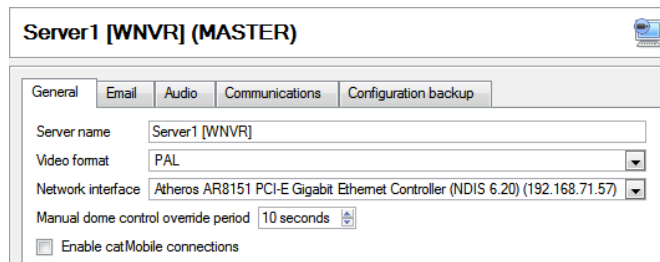 Server1 [WNVR] (MASTER)
General Email Audio Communications Configuration backup
Server name Server1 [WNVR]
Video format PAL
Network interface Atheros AR8151 PCI-E Gigabit Ethernet Controller (NDIS 6.20) (192.168.71.57)
Manual dome control override period 10 seconds
Enable catMobile connections